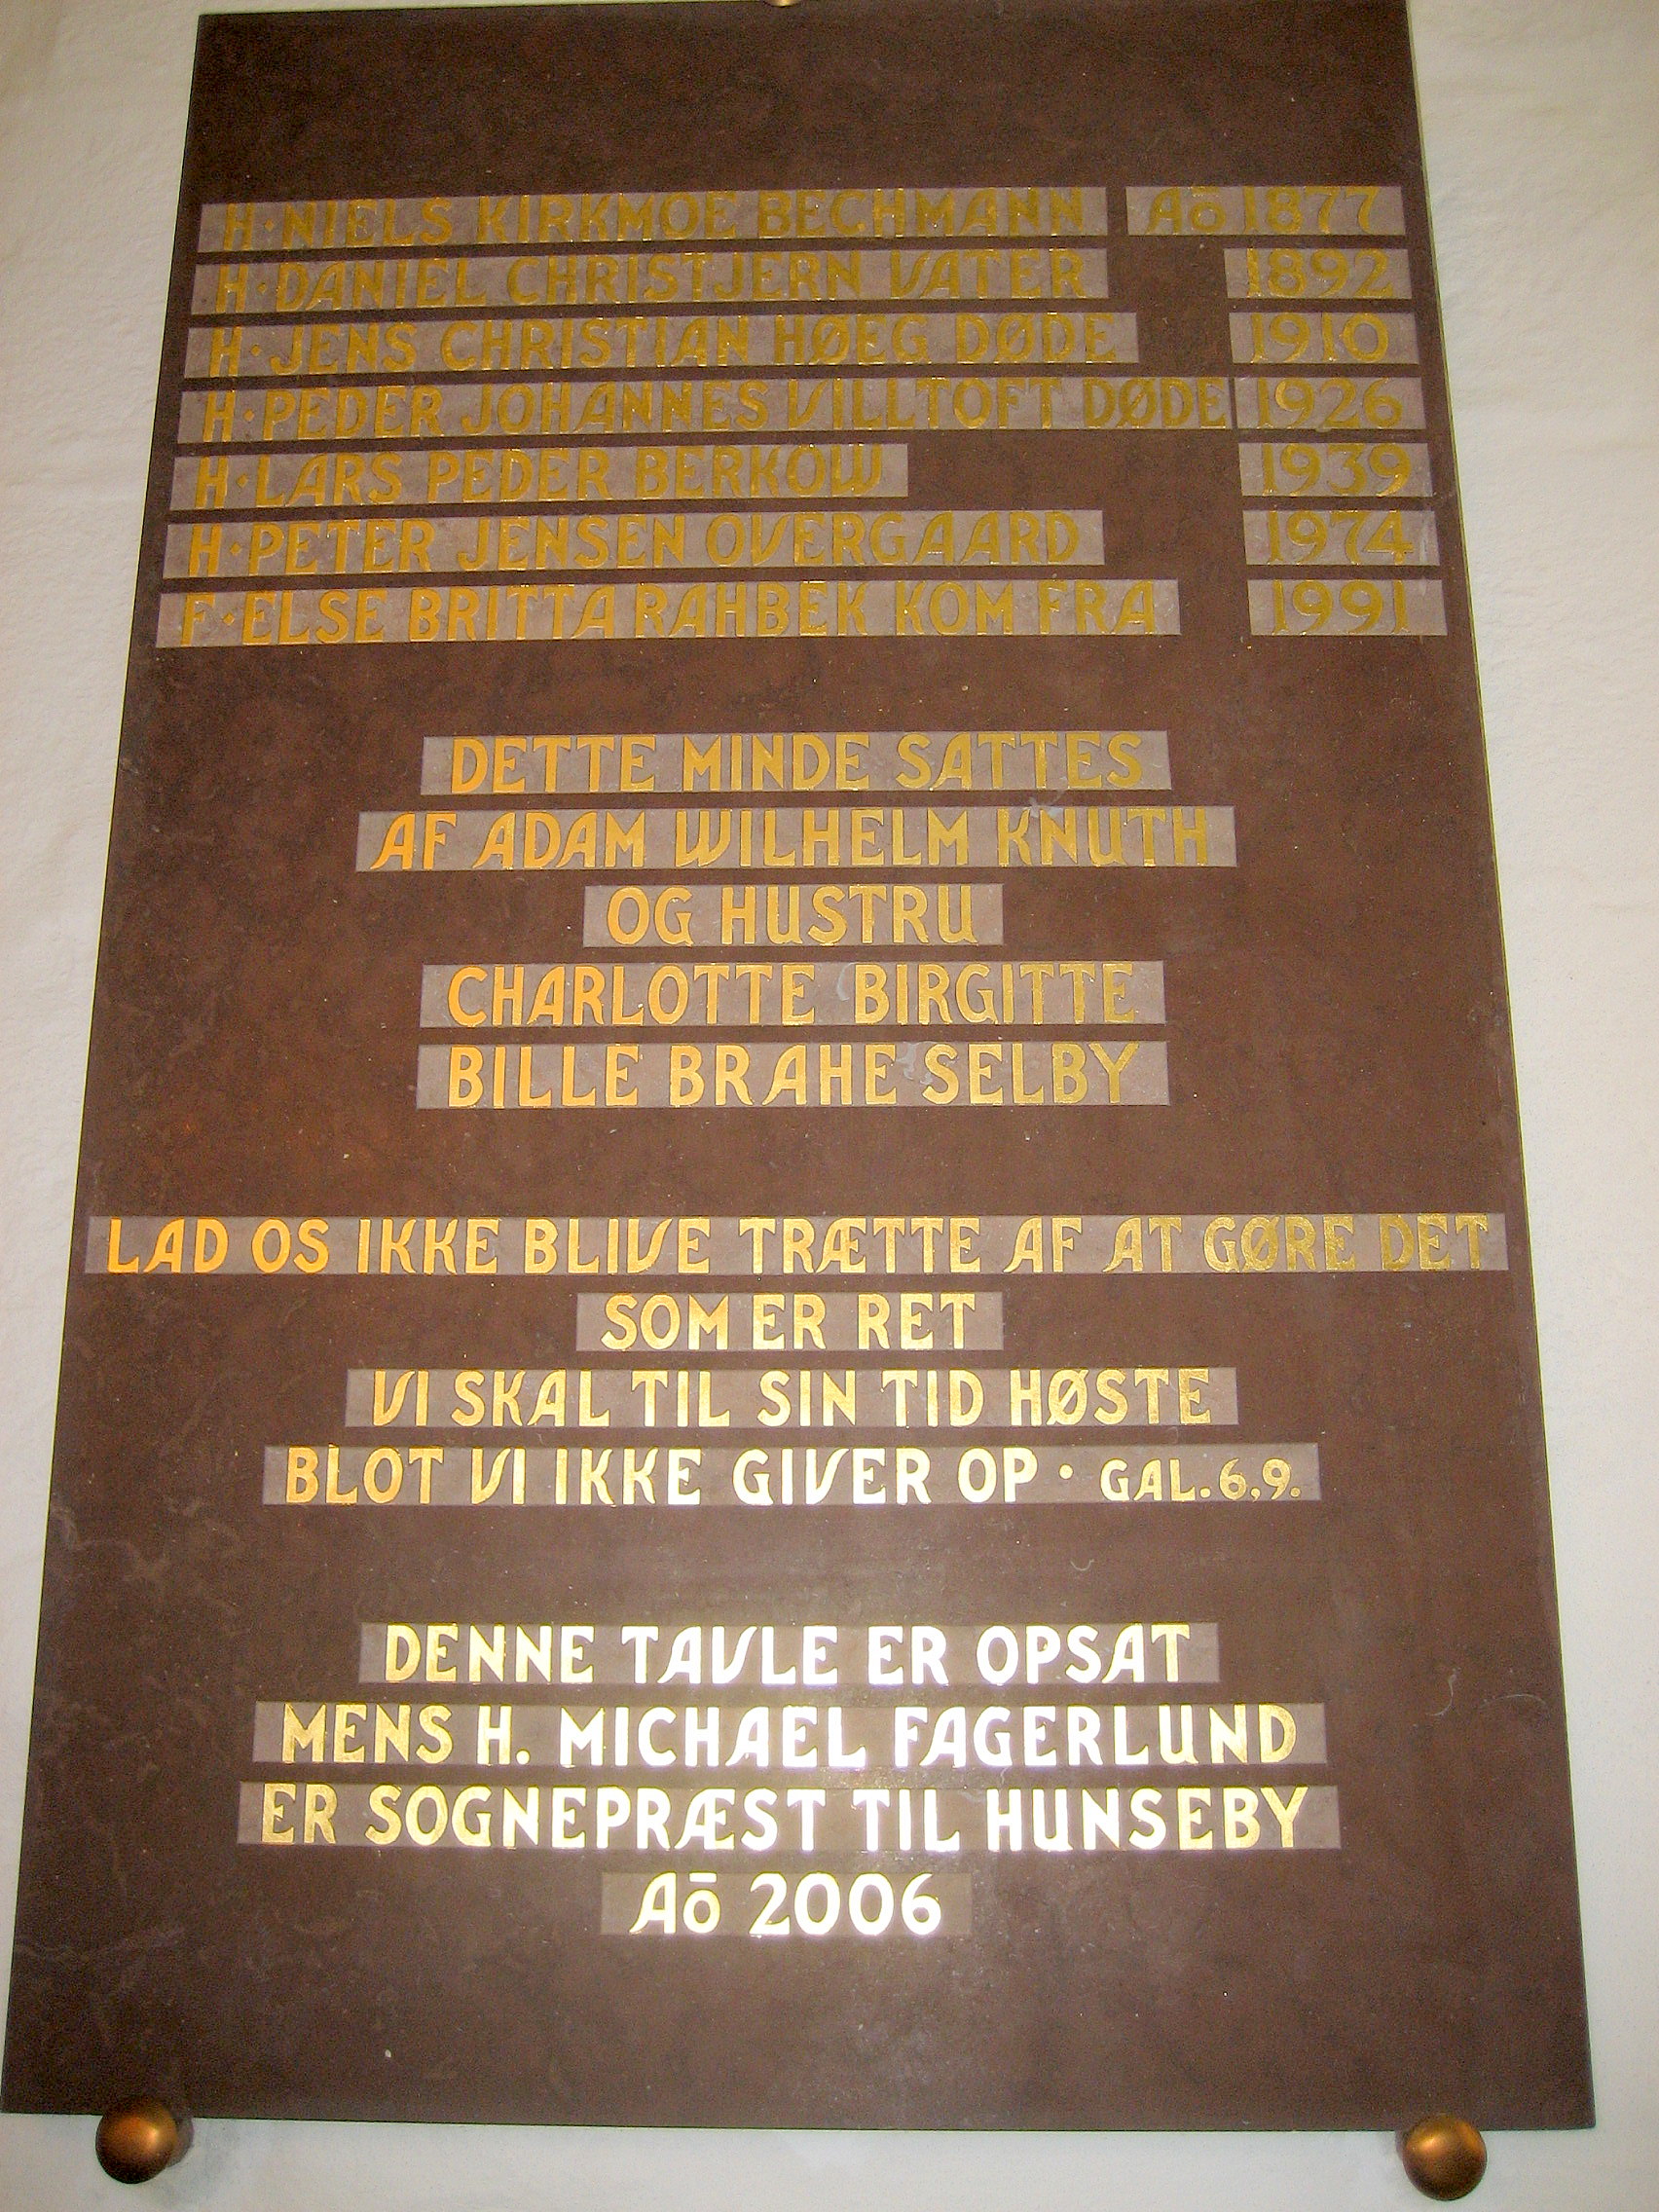 H·NIELS KIRKMOE BECHMANN Aō 1877
H·DANIEL CHRISTJERN VATER 1892
H·JENS CHRISTIAN HØEG DØDE 1910
H·PEDER JOHANNES VILLTOFT DØDE 1926
H·LARS PEDER BERKOW 1939
H·PETER JENSEN OVERGAARD 1974
F·ELSE BRITTA RAHBEK KOM FRA 1991
DETTE MINDE SATTES
AF ADAM WILHELM KNUTH
OG HUSTRU
CHARLOTTE BIRGITTE
BILLE BRAHE SELBY
LAD OS IKKE BLIVE TRÆTTE AF AT GØRE DET
SOM ER RET
VI SKAL TIL SIN TID HØSTE
BLOT VI IKKE GIVER OP · GAL.6,9.
DENNE TAVLE ER OPSAT
MENS H. MICHAEL FAGERLUND
ER SOGNEPRÆST TIL HUNSEBY
Aō 2006